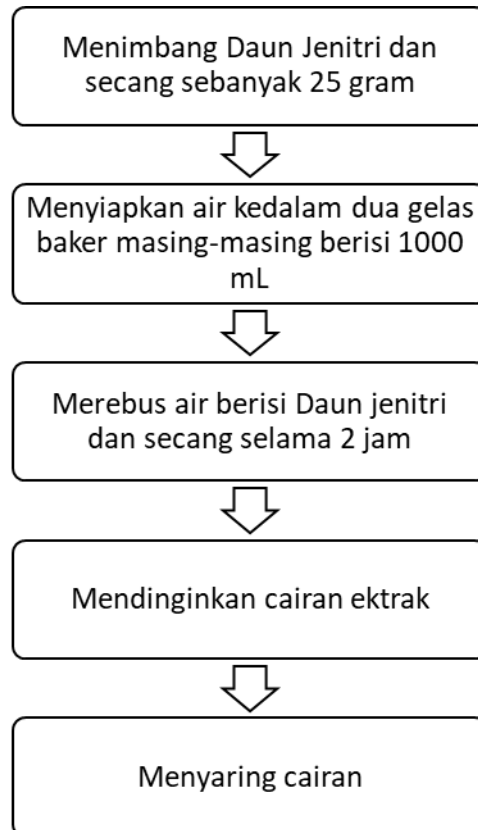 Menimbang Daun Jenitri dan
secang sebanyak 25 gram
Menyiapkan air kedalam dua gelas
baker masing-masing berisi 1000
mL
Merebus air berisi Daun jenitri
dan secang selama 2 jam
Mendinginkan cairan ektrak
Menyaring cairan